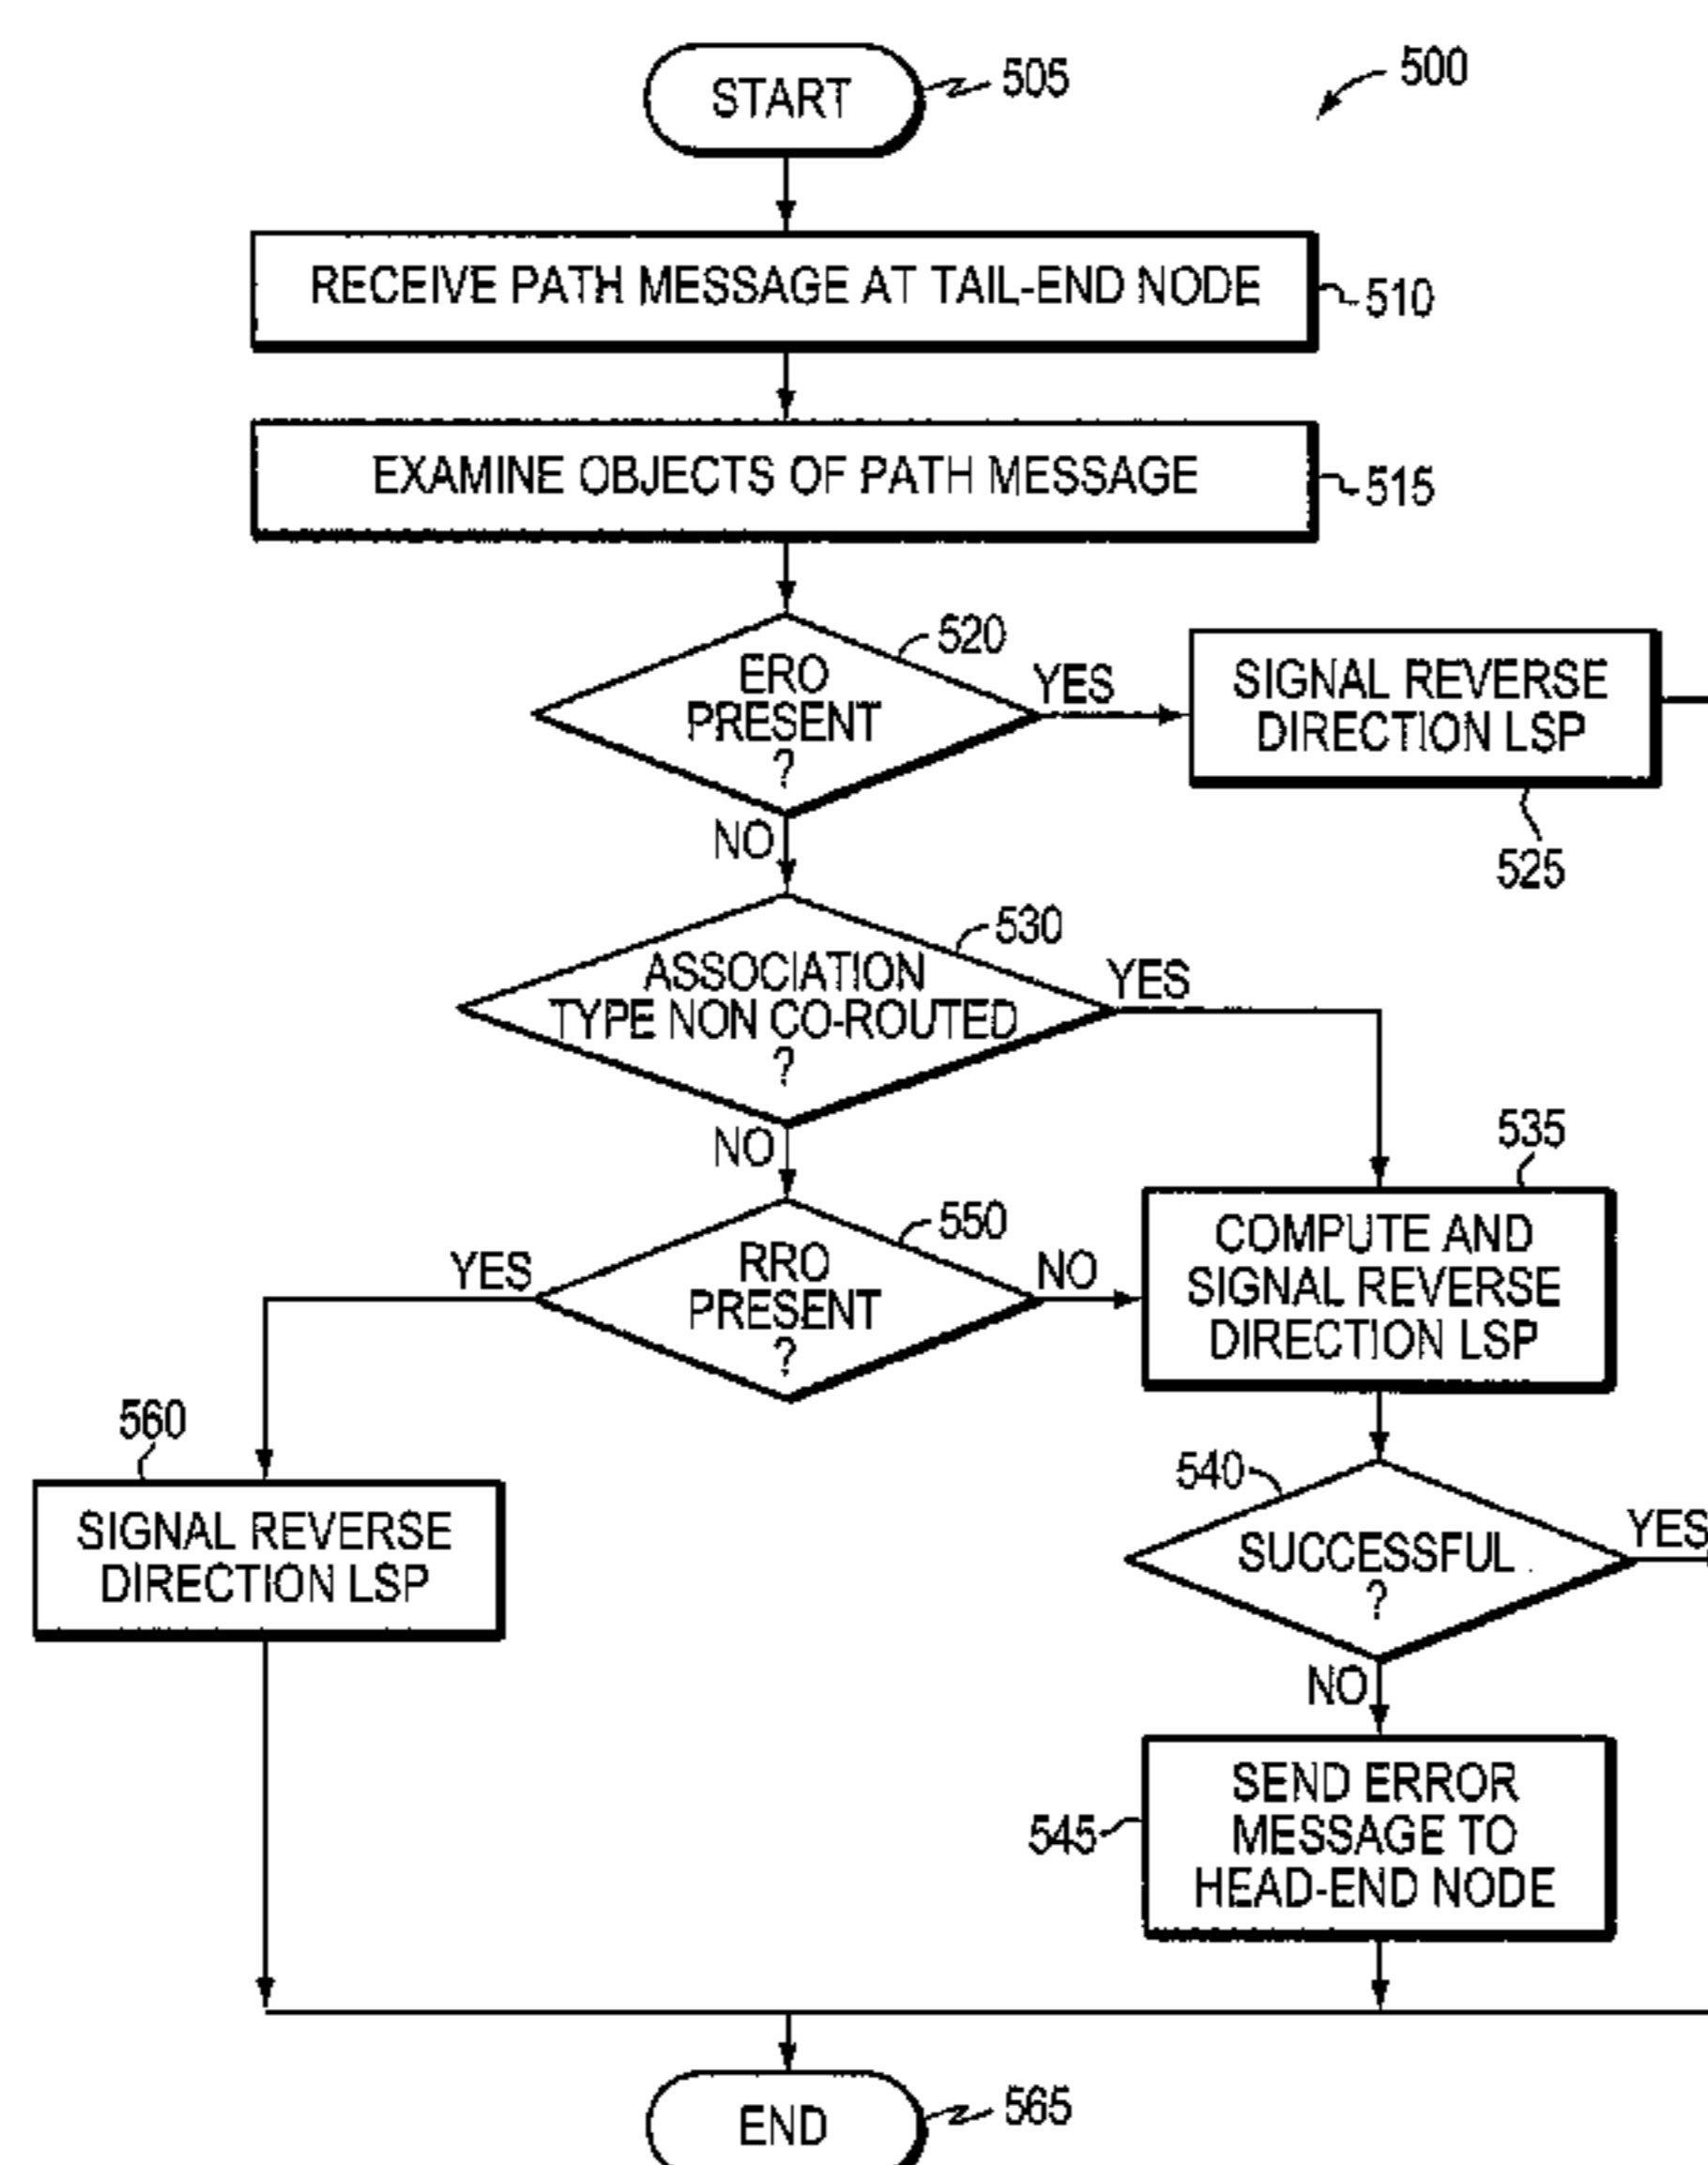 START
505
500
RECEIVE PATH MESSAGE AT TAIL-END NODE
510
EXAMINE OBJECTS OF PATH MESSAGE
515
520
ERO
PRESENT
?
YES
SIGNAL REVERSE
DIRECTION LSP
525
NO
530
ASSOCIATION
TYPE NON CO-ROUTED
?
YES
NO
535
COMPUTE AND
SIGNAL REVERSE
DIRECTION LSP
550
RRO
PRESENT
?
YES
NO
560
SIGNAL REVERSE
DIRECTION LSP
540
SUCCESSFUL
?
YES
NO
SEND ERROR
MESSAGE TO
HEAD-END NODE
545
END
565